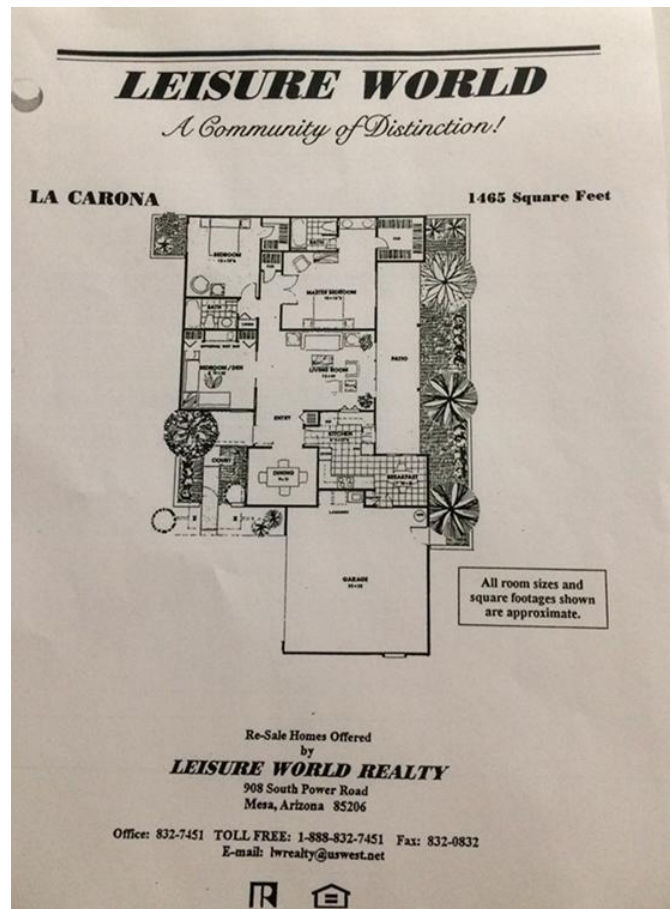 LEISURE WORLD
A Community of Distinction!
LA CARONA
1465 Square Feet
BEDROOM
BATH
MASTER BEDROOM
BATH
BEDROOM / DEN
LIVING ROOM
PATIO
ENTRY
KITCHEN
COURT
DINING
BREAKFAST
LAUNDRY
GARAGE
All room sizes and
square footages shown
are approximate.
Re-Sale Homes Offered
by
LEISURE WORLD REALTY
908 South Power Road
Mesa, Arizona 85206
Office: 832-7451 TOLL FREE: 1-888-832-7451 Fax: 832-0832
E-mail: lwrealty@uswest.net